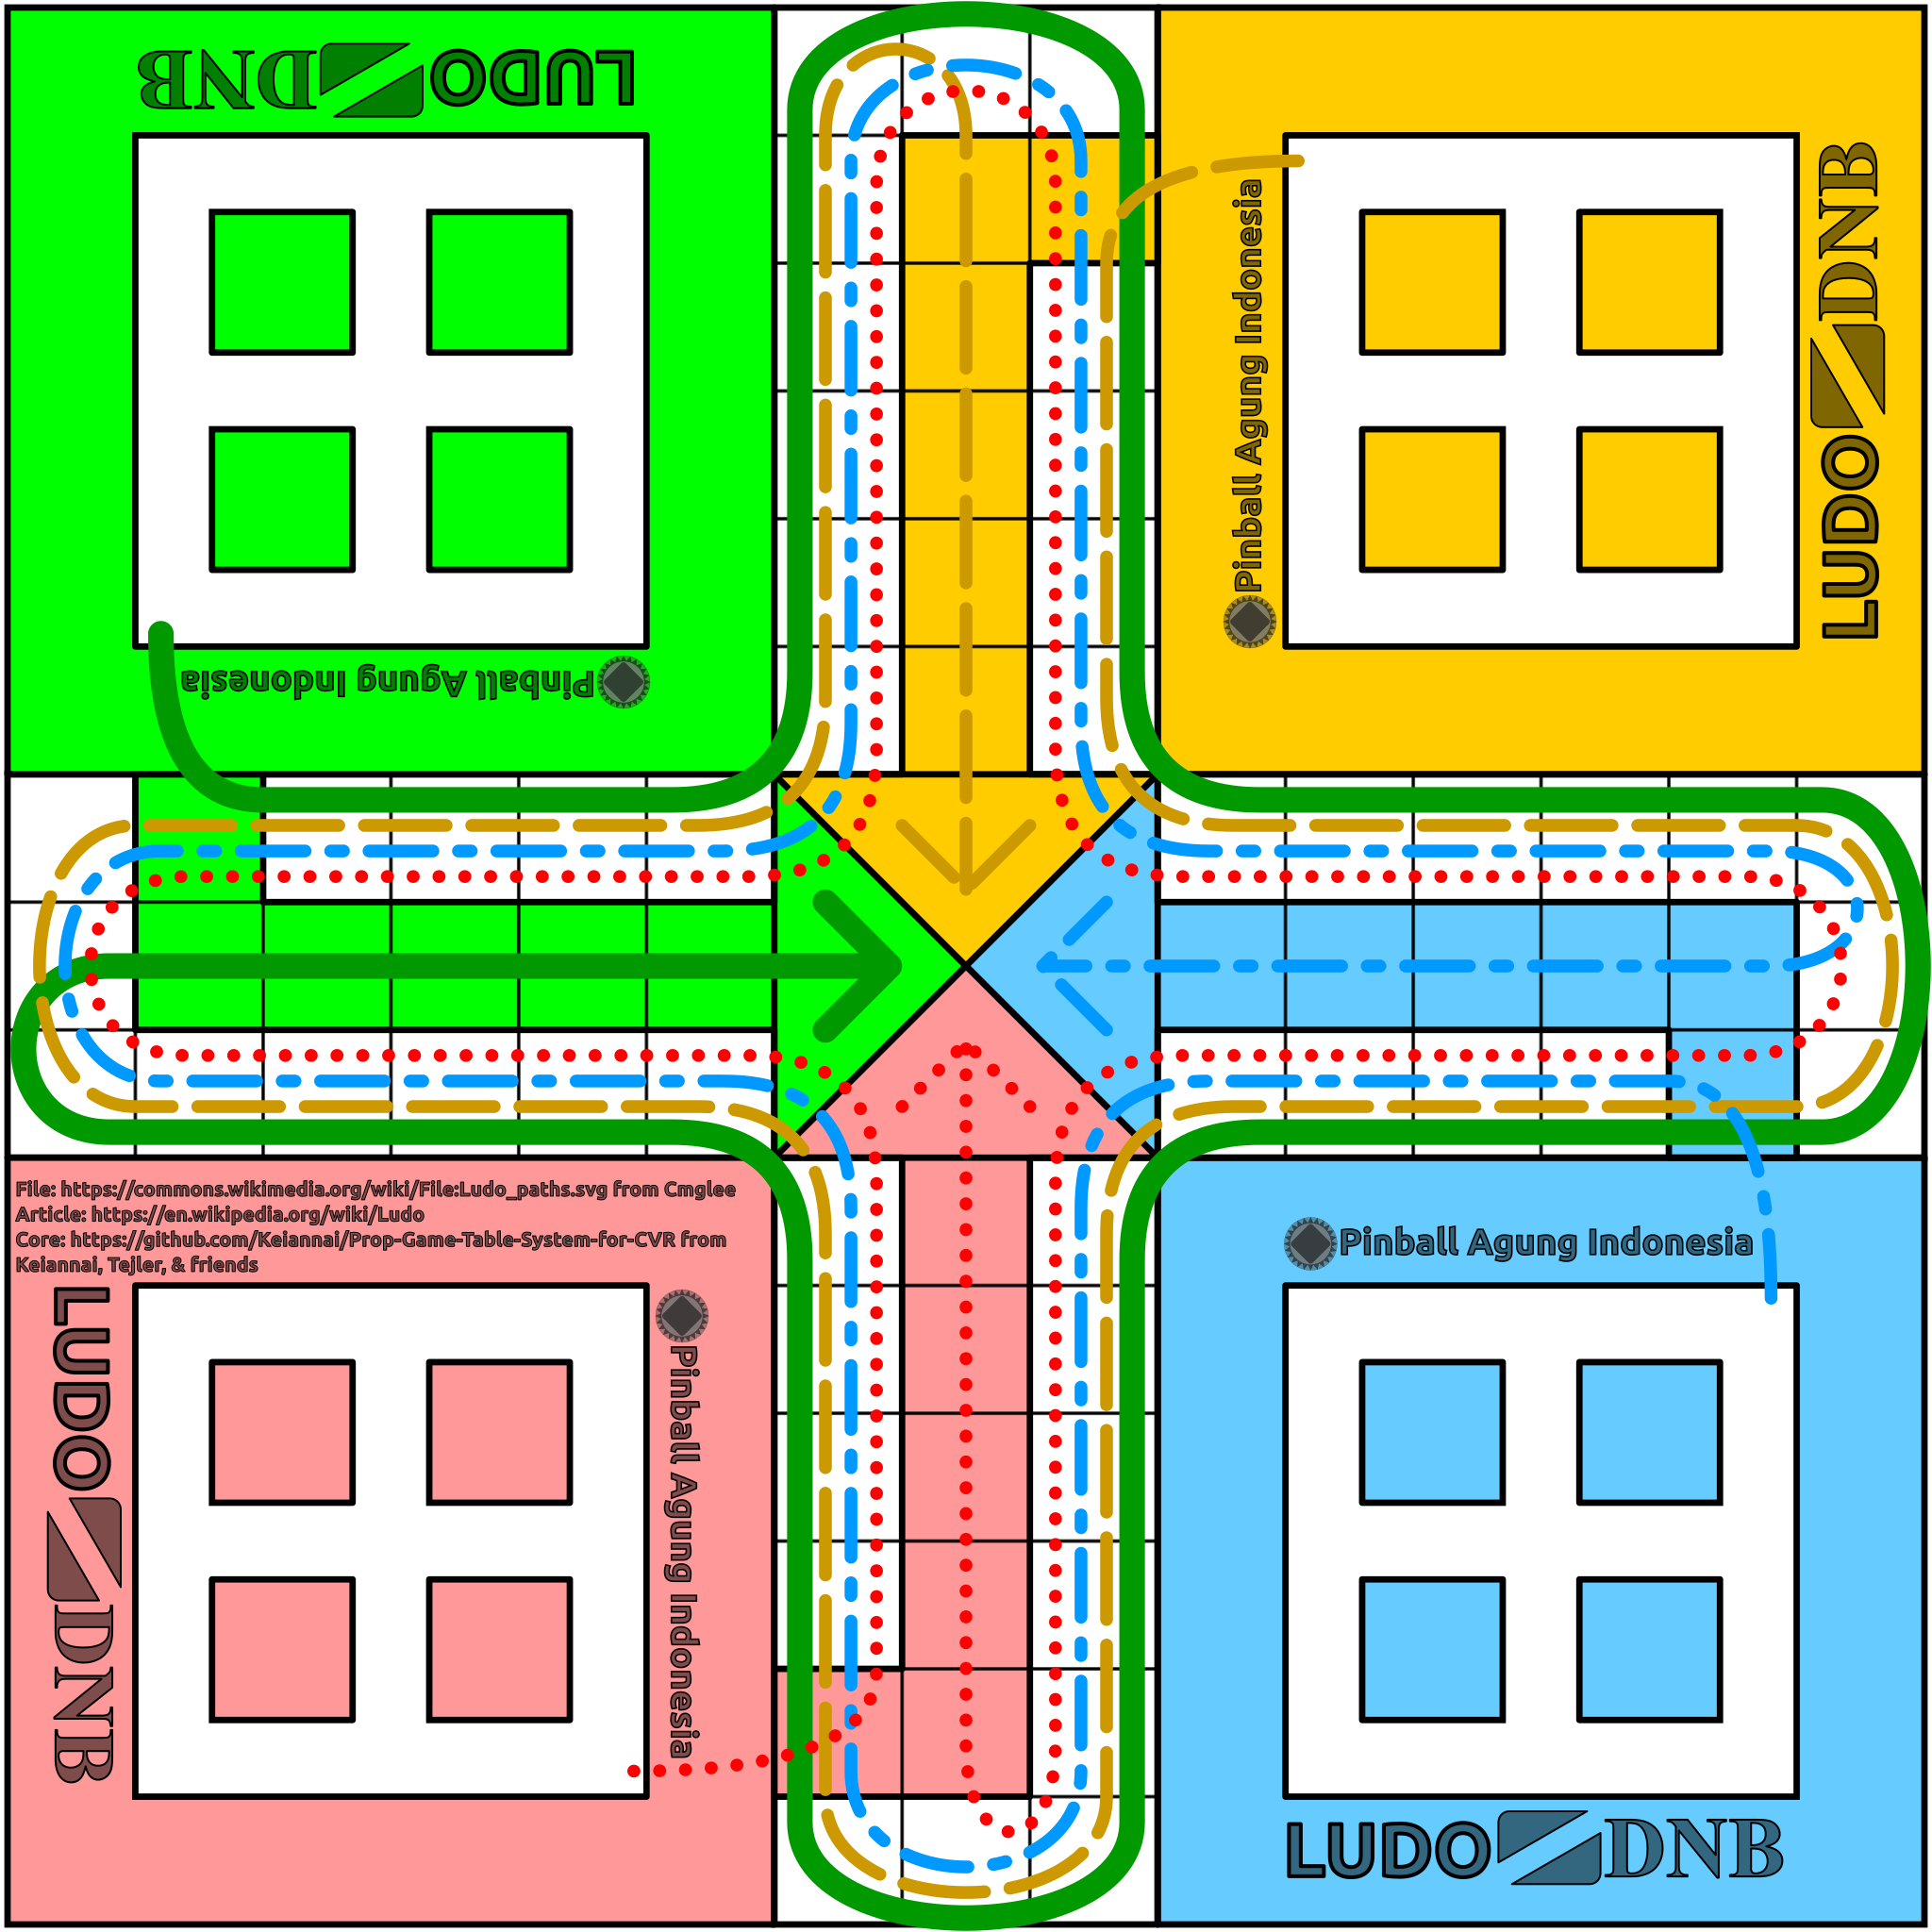 LUDO DNB
Pinball Agung Indonesia
Pinball Agung Indonesia
LUDO DNB
File: https://commons.wikimedia.org/wiki/File:Ludo_paths.svg from Cmglee
Article: https://en.wikipedia.org/wiki/Ludo
Core: https://github.com/Keiannai/Prop-Game-Table-System-for-CVR from
Keiannai, Tejler, & friends
LUDO DNB
Pinball Agung Indonesia
Pinball Agung Indonesia
LUDO DNB